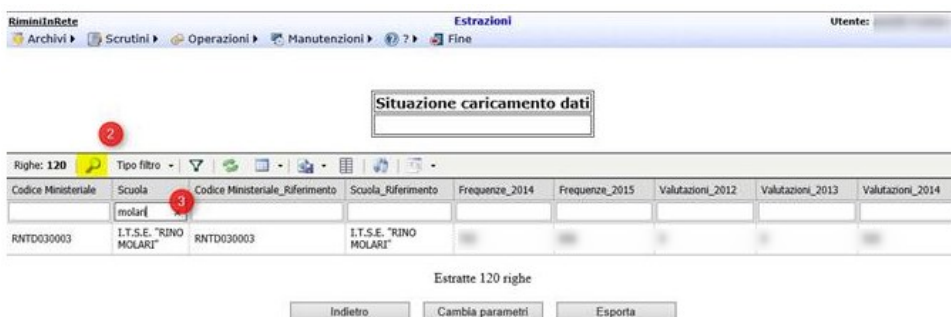 RiminiInRete Estrazioni Utente:
Archivi Scrutini Operazioni Manutenzioni ? Fine
Situazione caricamento dati
2
Righe: 120 Tipo filtro
Codice Ministeriale Scuola Codice Ministeriale_Riferimento Scuola_Riferimento Frequenze_2014 Frequenze_2015 Valutazioni_2012 Valutazioni_2013 Valutazioni_2014
3
molari x
RNTD030003 I.T.S.E. "RINO MOLARI" RNTD030003 I.T.S.E. "RINO MOLARI"
Estratte 120 righe
Indietro Cambia parametri Esporta